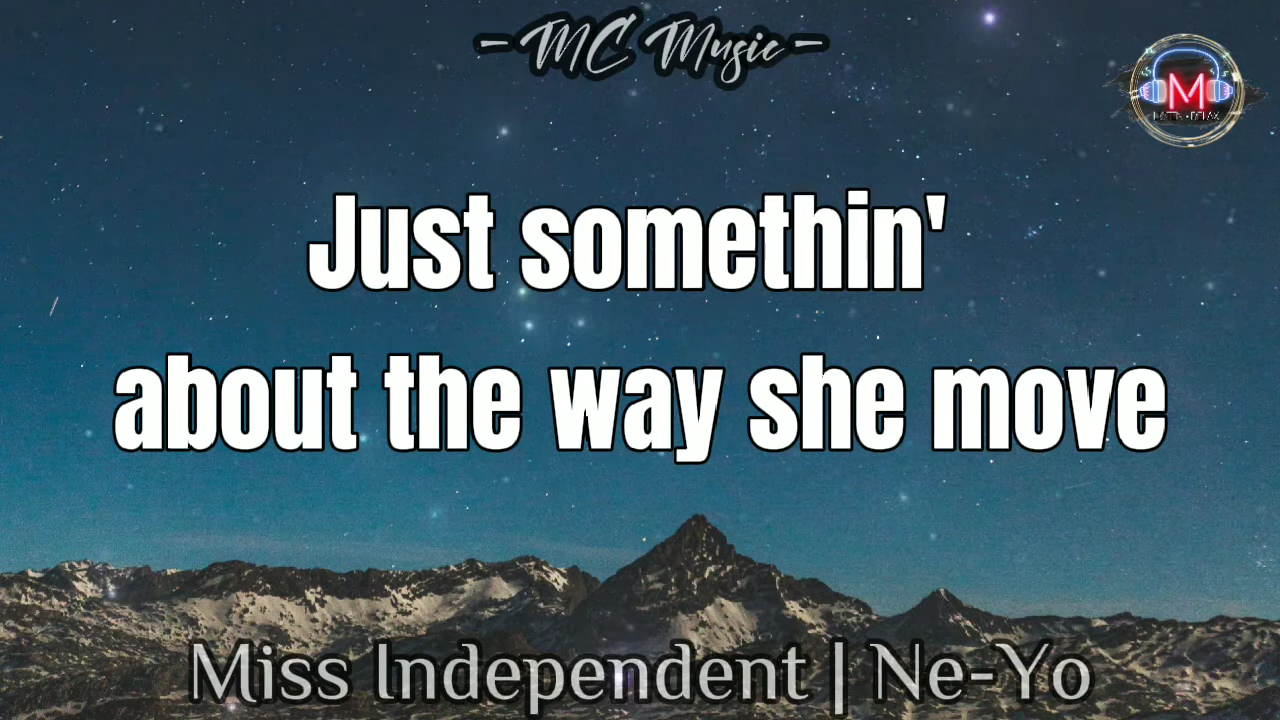 - MC Music -
M
Just somethin'
about the way she move
Miss Independent | Ne-Yo